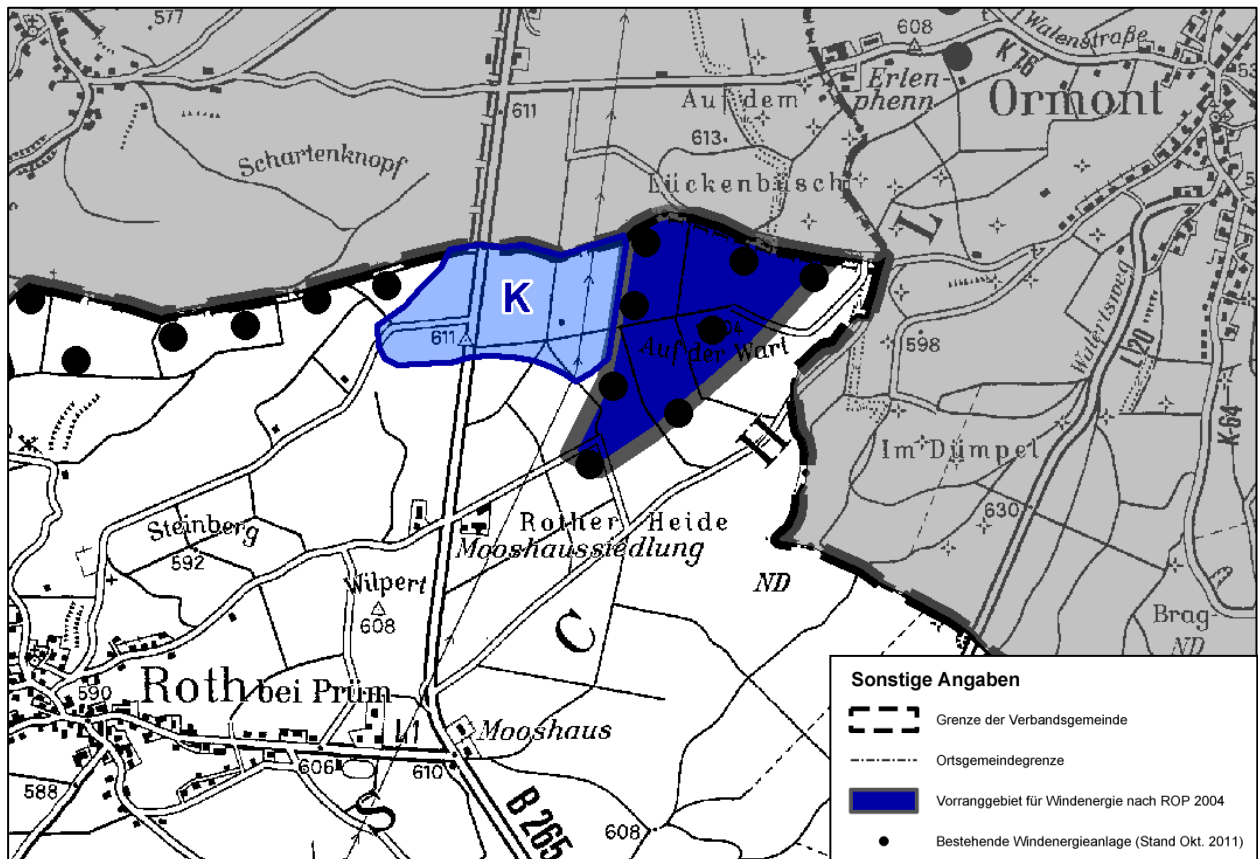 577
608
Walenstraße
K 76
53
611
Auf dem
Erlen-
phenn
Ormont
613
Schartenknopf
Lückenbusch
L
K
611
Auf der Wart
598
Walertsweg
L 20
K-64
H
Im Dümpel
630
Steinberg
592
Rother Heide
Mooshaussiedlung
Wilpert
608
ND
C
Brag-
ND
590
Roth bei Prüm
Mooshaus
606
610
588
S
B 265
608
Sonstige Angaben
Grenze der Verbandsgemeinde
Ortsgemeindegrenze
Vorranggebiet für Windenergie nach ROP 2004
Bestehende Windenergieanlage (Stand Okt. 2011)